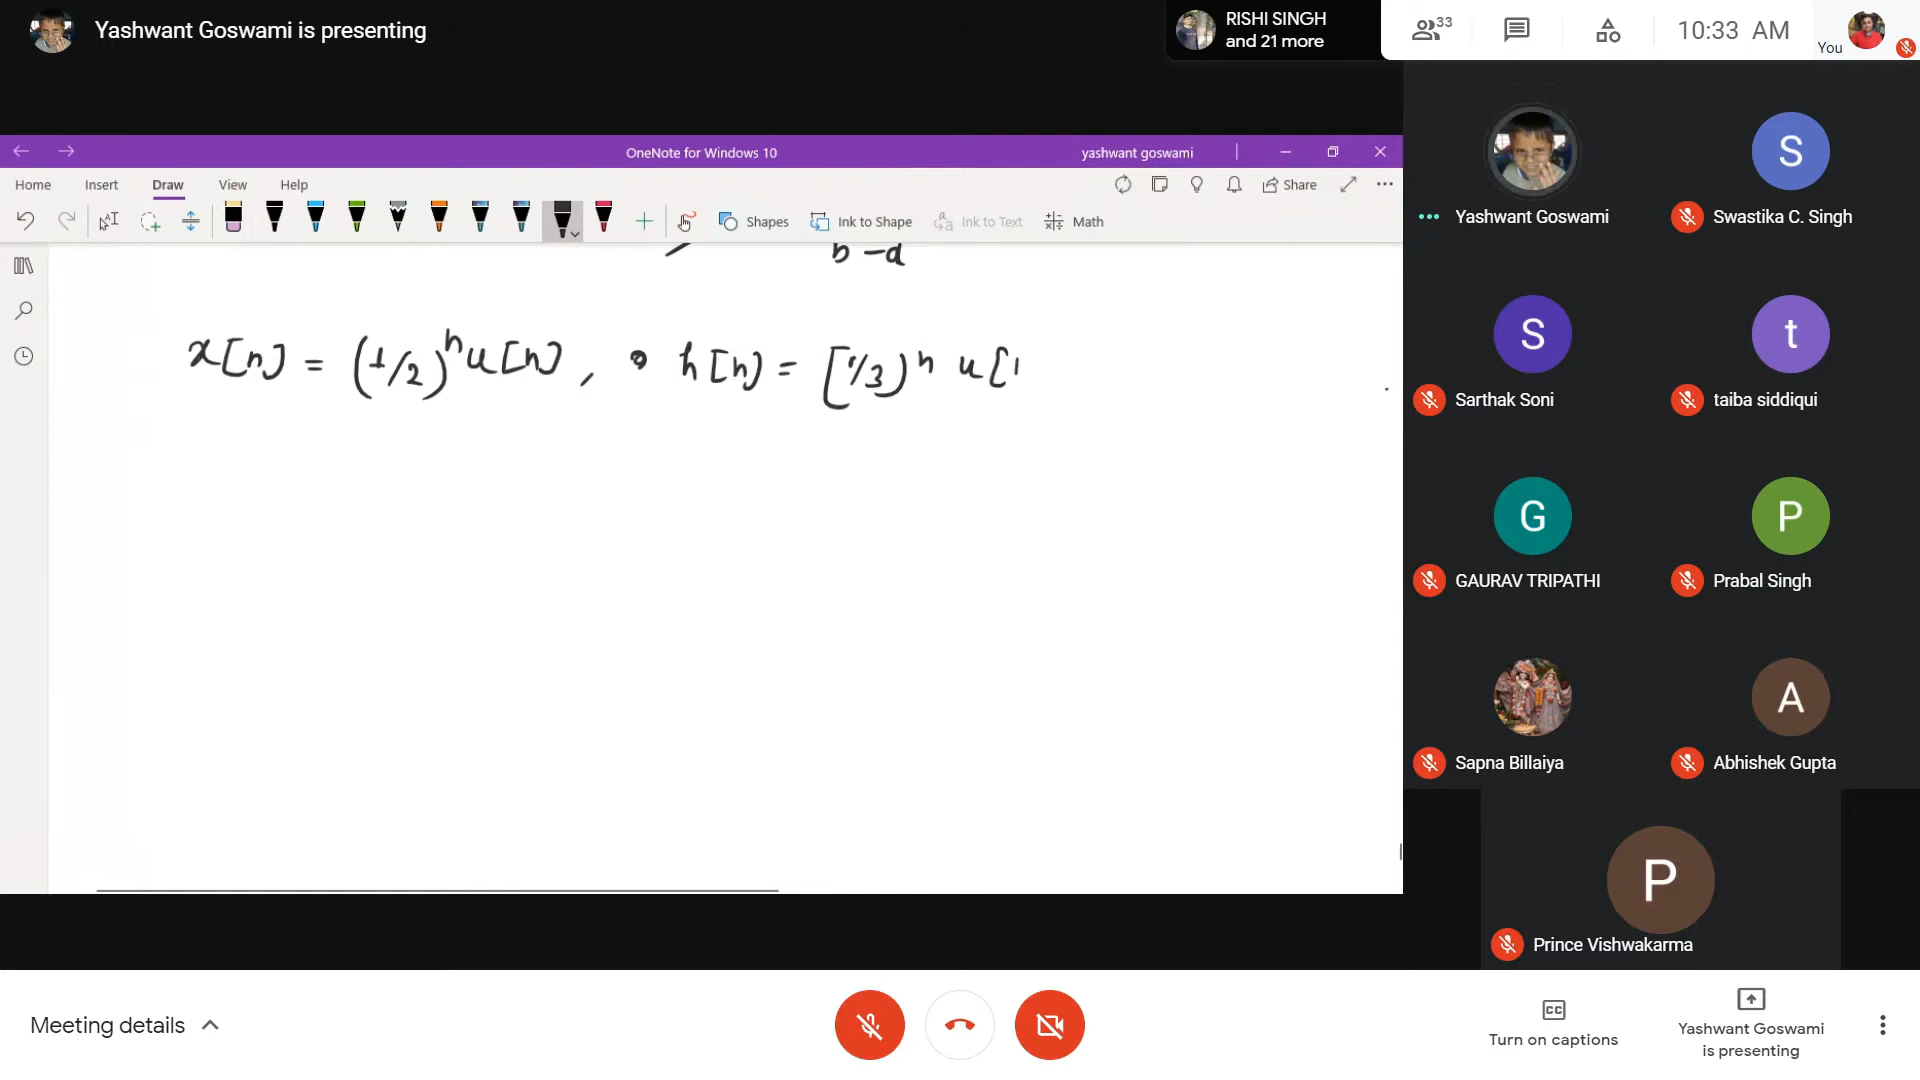 Yashwant Goswami is presenting
RISHI SINGH
and 21 more
33
10:33 AM
You
OneNote for Windows 10
yashwant goswami
Home Insert Draw View Help
Share
Shapes Ink to Shape Ink to Text Math
b - a
x[n] = (1/2)^n u[n], h[n] = [1/3)^n u[
S
Yashwant Goswami
Swastika C. Singh
S
t
Sarthak Soni
taiba siddiqui
G
P
GAURAV TRIPATHI
Prabal Singh
A
Sapna Billaiya
Abhishek Gupta
P
Prince Vishwakarma
Meeting details
CC
Turn on captions
Yashwant Goswami
is presenting